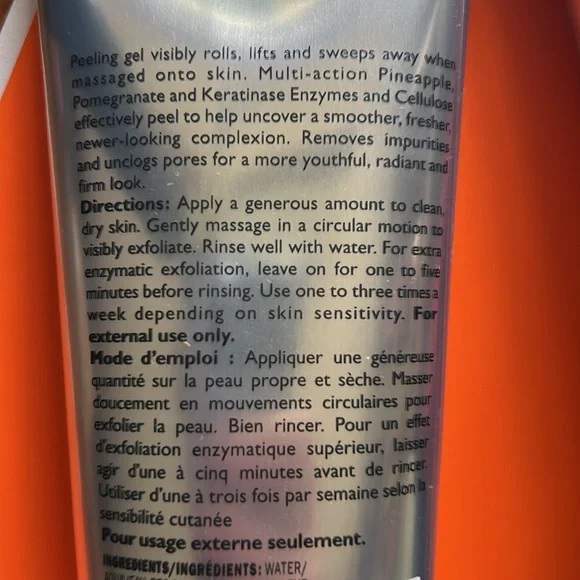 Peeling gel visibly rolls, lifts and sweeps away when
massaged onto skin. Multi-action Pineapple,
Pomegranate and Keratinase Enzymes and Cellulose
effectively peel to help uncover a smoother, fresher,
newer-looking complexion. Removes impurities
and unclogs pores for a more youthful, radiant and
firm look.
Directions: Apply a generous amount to clean,
dry skin. Gently massage in a circular motion to
visibly exfoliate. Rinse well with water. For extra
enzymatic exfoliation, leave on for one to five
minutes before rinsing. Use one to three times a
week depending on skin sensitivity. For
external use only.
Mode d'emploi : Appliquer une généreuse
quantité sur la peau propre et sèche. Masser
doucement en mouvements circulaires pour
exfolier la peau. Bien rincer. Pour un effet
d'exfoliation enzymatique supérieur, laisser
agir d'une à cinq minutes avant de rincer.
Utiliser d'une à trois fois par semaine selon la
sensibilité cutanée
Pour usage externe seulement.
INGREDIENTS/INGRÉDIENTS: WATER/